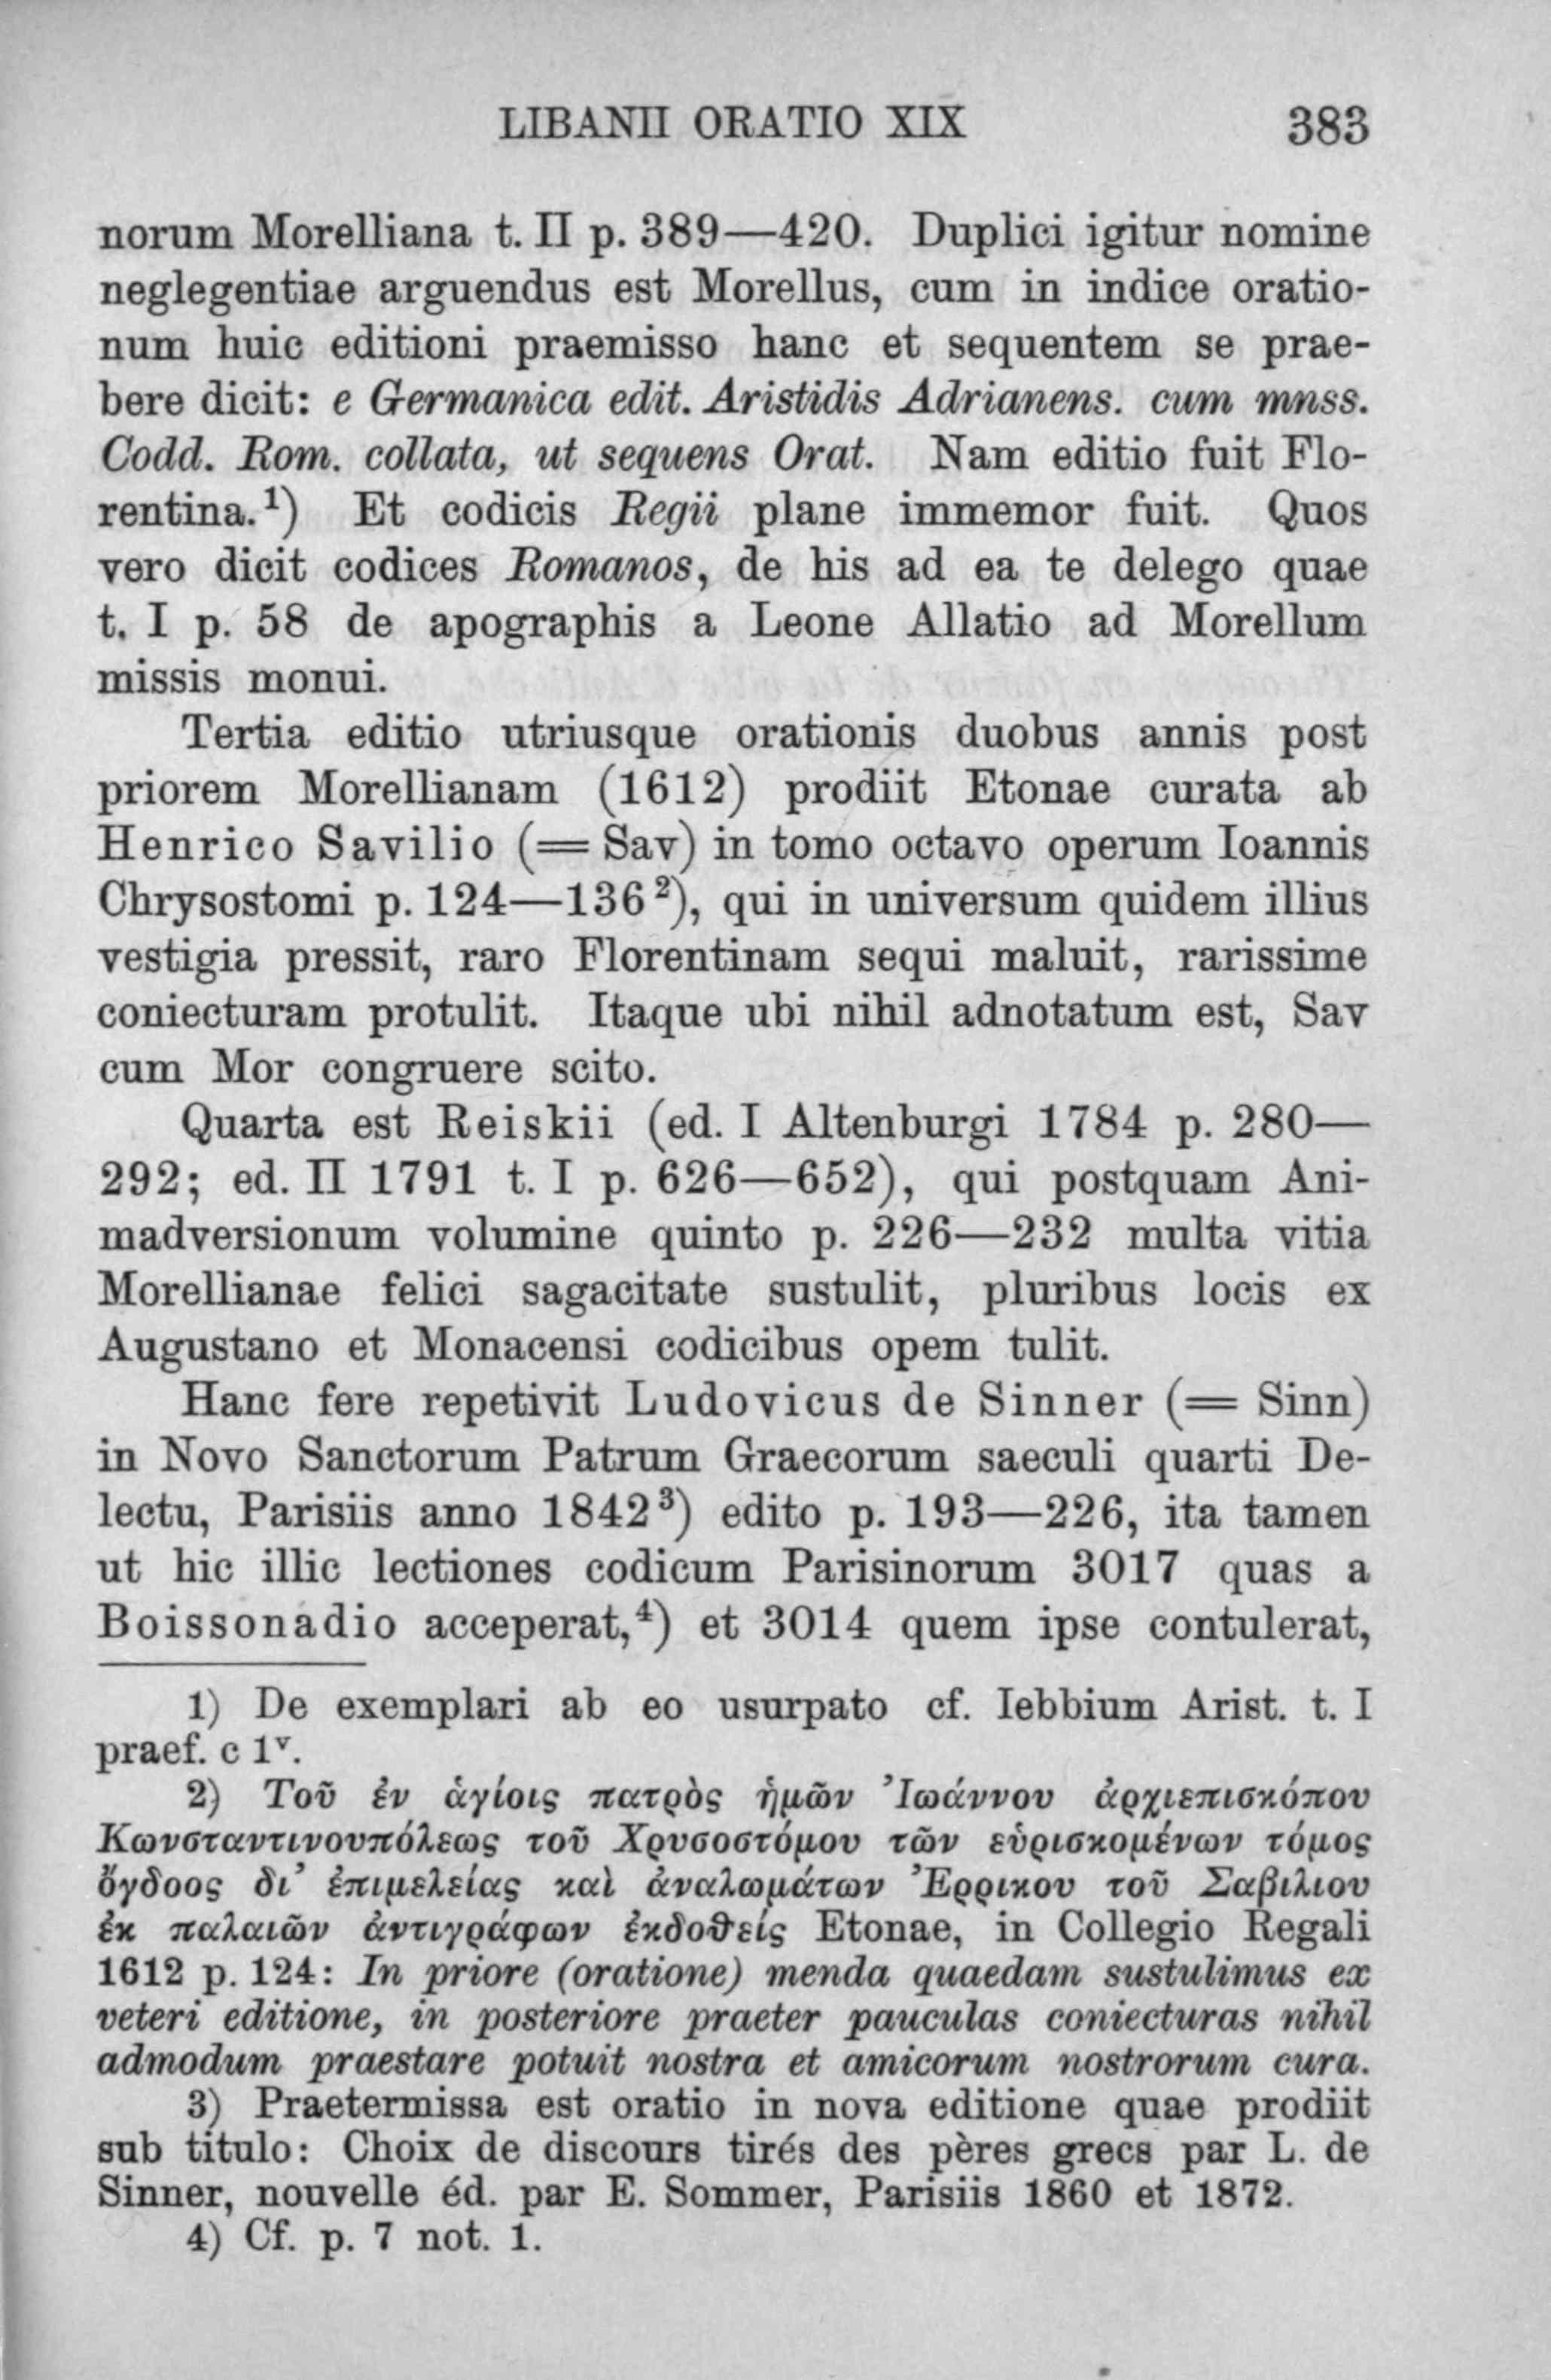 LIBANII ORATIO XIX 383
norum Morelliana t. II p. 389—420. Duplici igitur nomine
neglegentiae arguendus est Morellus, cum in indice oratio-
num huic editioni praemisso hanc et sequentem se prae-
bere dicit: e Germanica edit. Aristidis Adrianens. cum mnss.
Codd. Rom. collata, ut sequens Orat. Nam editio fuit Flo-
rentina.¹) Et codicis Regii plane immemor fuit. Quos
vero dicit codices Romanos, de his ad ea te delego quae
t. I p. 58 de apographis a Leone Allatio ad Morellum
missis monui.
Tertia editio utriusque orationis duobus annis post
priorem Morellianam (1612) prodiit Etonae curata ab
Henrico Savilio (= Sav) in tomo octavo operum Ioannis
Chrysostomi p. 124—136²), qui in universum quidem illius
vestigia pressit, raro Florentinam sequi maluit, rarissime
coniecturam protulit. Itaque ubi nihil adnotatum est, Sav
cum Mor congruere scito.
Quarta est Reiskii (ed. I Altenburgi 1784 p. 280—
292; ed. II 1791 t. I p. 626—652), qui postquam Ani-
madversionum volumine quinto p. 226—232 multa vitia
Morellianae felici sagacitate sustulit, pluribus locis ex
Augustano et Monacensi codicibus opem tulit.
Hanc fere repetivit Ludovicus de Sinner (= Sinn)
in Novo Sanctorum Patrum Graecorum saeculi quarti De-
lectu, Parisiis anno 1842³) edito p. 193—226, ita tamen
ut hic illic lectiones codicum Parisinorum 3017 quas a
Boissonadio acceperat,⁴) et 3014 quem ipse contulerat,
1) De exemplari ab eo usurpato cf. Iebbium Arist. t. I
praef. c 1ᵛ.
2) Τοῦ ἐν ἁγίοις πατρὸς ἡμῶν Ἰωάννου ἀρχιεπισκόπου
Κωνσταντινουπόλεως τοῦ Χρυσοστόμου τῶν εὑρισκομένων τόμος
ὄγδοος δι’ ἐπιμελείας καὶ ἀναλωμάτων Ἐρρικου τοῦ Σαβιλιου
ἐκ παλαιῶν ἀντιγράφων ἐκδοθείς Etonae, in Collegio Regali
1612 p. 124: In priore (oratione) menda quaedam sustulimus ex
veteri editione, in posteriore praeter pauculas coniecturas nihil
admodum praestare potuit nostra et amicorum nostrorum cura.
3) Praetermissa est oratio in nova editione quae prodiit
sub titulo: Choix de discours tirés des pères grecs par L. de
Sinner, nouvelle éd. par E. Sommer, Parisiis 1860 et 1872.
4) Cf. p. 7 not. 1.